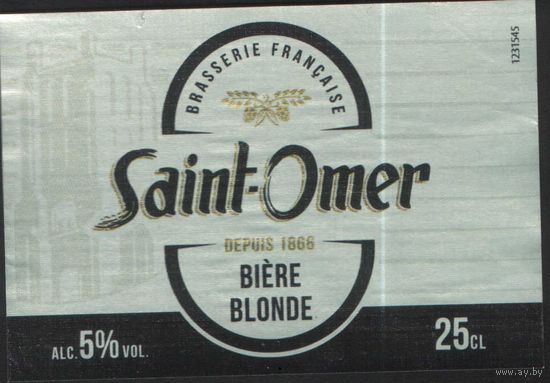 BRASSERIE FRANÇAISE
1231545
Saint-Omer
DEPUIS 1866
BIÈRE
BLONDE
ALC. 5% VOL.
25CL
www.ay.by